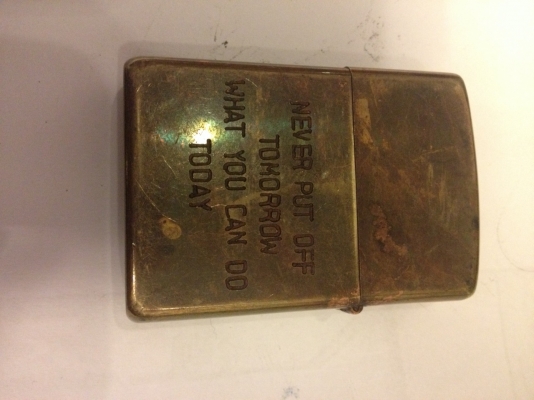 NEVER PUT OFF
TOMORROW
WHAT YOU CAN DO
TODAY